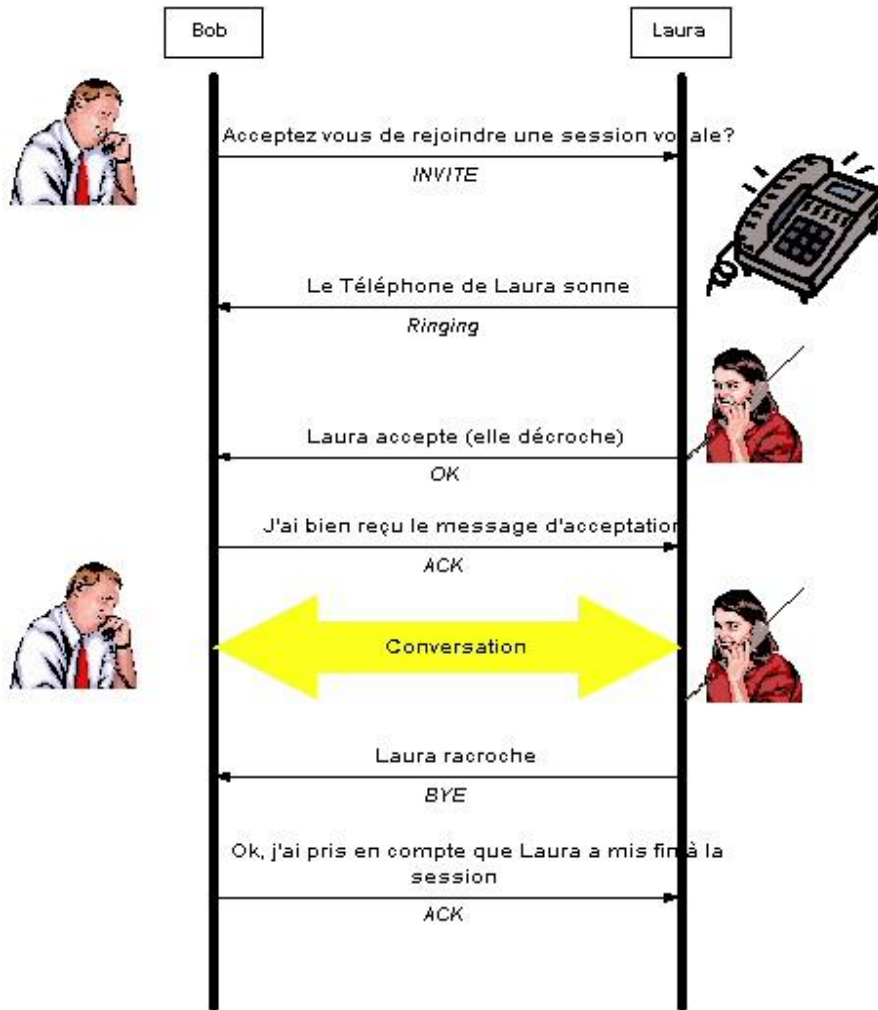 Bob
Laura
Acceptez vous de rejoindre une session vocale?
INVITE
Le Téléphone de Laura sonne
Ringing
Laura accepte (elle décroche)
OK
J'ai bien reçu le message d'acceptation
ACK
Conversation
Laura racroche
BYE
Ok, j'ai pris en compte que Laura a mis fin à la
session
ACK